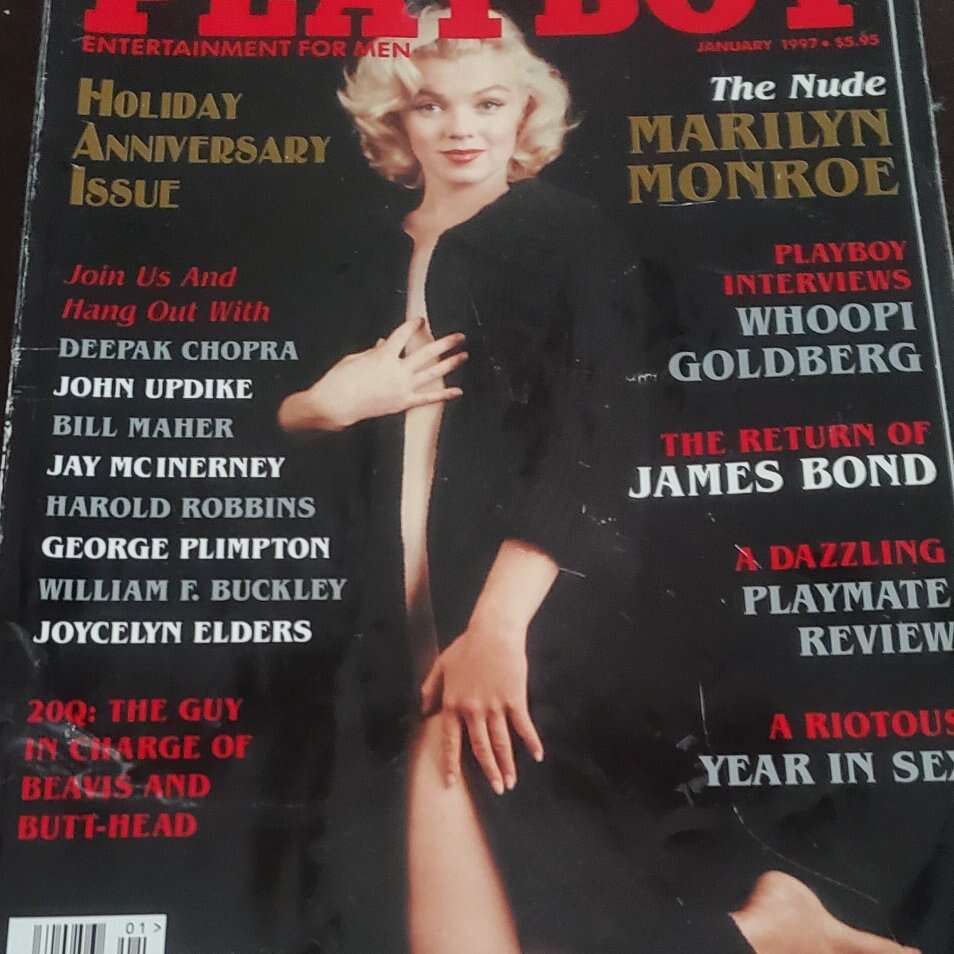 PLAYBOY
ENTERTAINMENT FOR MEN
JANUARY 1997 • $5.95
HOLIDAY
ANNIVERSARY
ISSUE
Join Us And
Hang Out With
DEEPAK CHOPRA
JOHN UPDIKE
BILL MAHER
JAY MCINERNEY
HAROLD ROBBINS
GEORGE PLIMPTON
WILLIAM F. BUCKLEY
JOYCELYN ELDERS
20Q: THE GUY
IN CHARGE OF
BEAVIS AND
BUTT-HEAD
01>
The Nude
MARILYN
MONROE
PLAYBOY
INTERVIEWS
WHOOPI
GOLDBERG
THE RETURN OF
JAMES BOND
A DAZZLING
PLAYMATE
REVIEW
A RIOTOUS
YEAR IN SEX